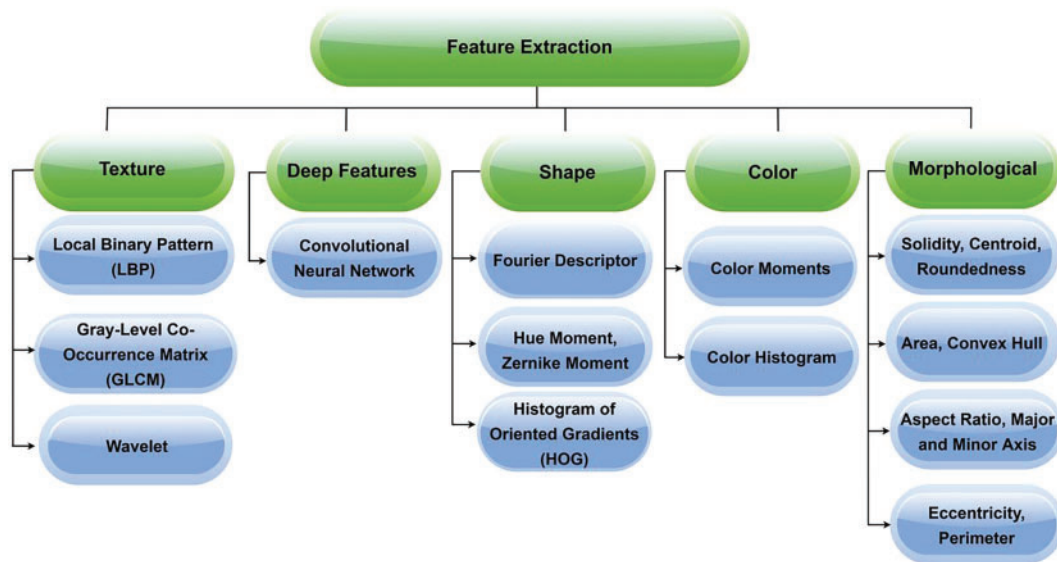 Feature Extraction
Texture
Deep Features
Shape
Color
Morphological
Local Binary Pattern
(LBP)
Gray-Level Co-
Occurrence Matrix
(GLCM)
Wavelet
Convolutional
Neural Network
Fourier Descriptor
Hue Moment,
Zernike Moment
Histogram of
Oriented Gradients
(HOG)
Color Moments
Color Histogram
Solidity, Centroid,
Roundedness
Area, Convex Hull
Aspect Ratio, Major
and Minor Axis
Eccentricity,
Perimeter